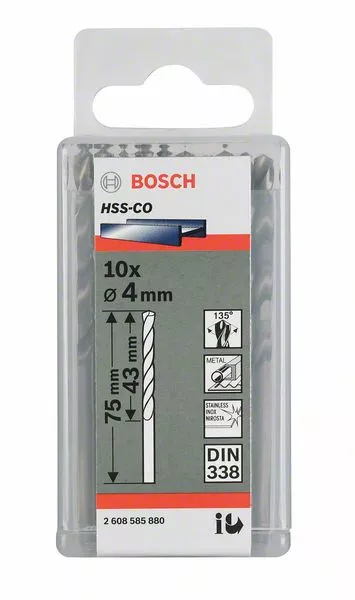 BOSCH
HSS-CO
10x
ø 4 mm
135°
75 mm
43 mm
METAL
STAINLESS
INOX
NIROSTA
DIN
338
2 608 585 880